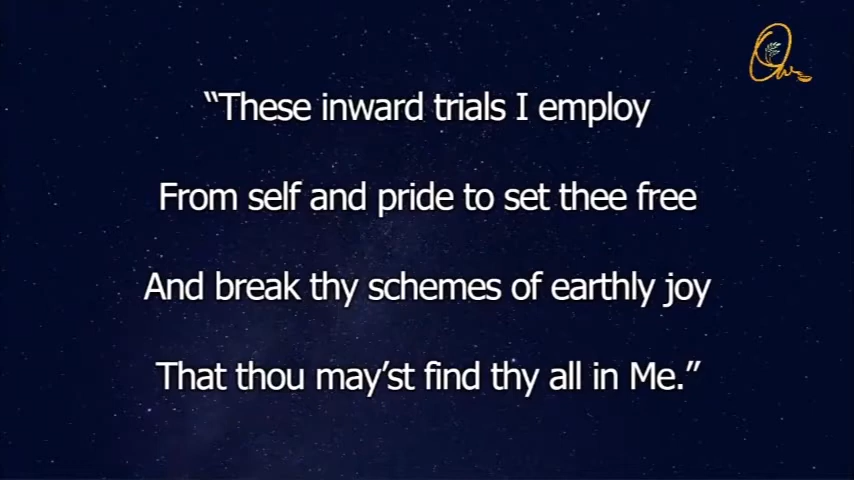 “These inward trials I employ
From self and pride to set thee free
And break thy schemes of earthly joy
That thou may’st find thy all in Me.”